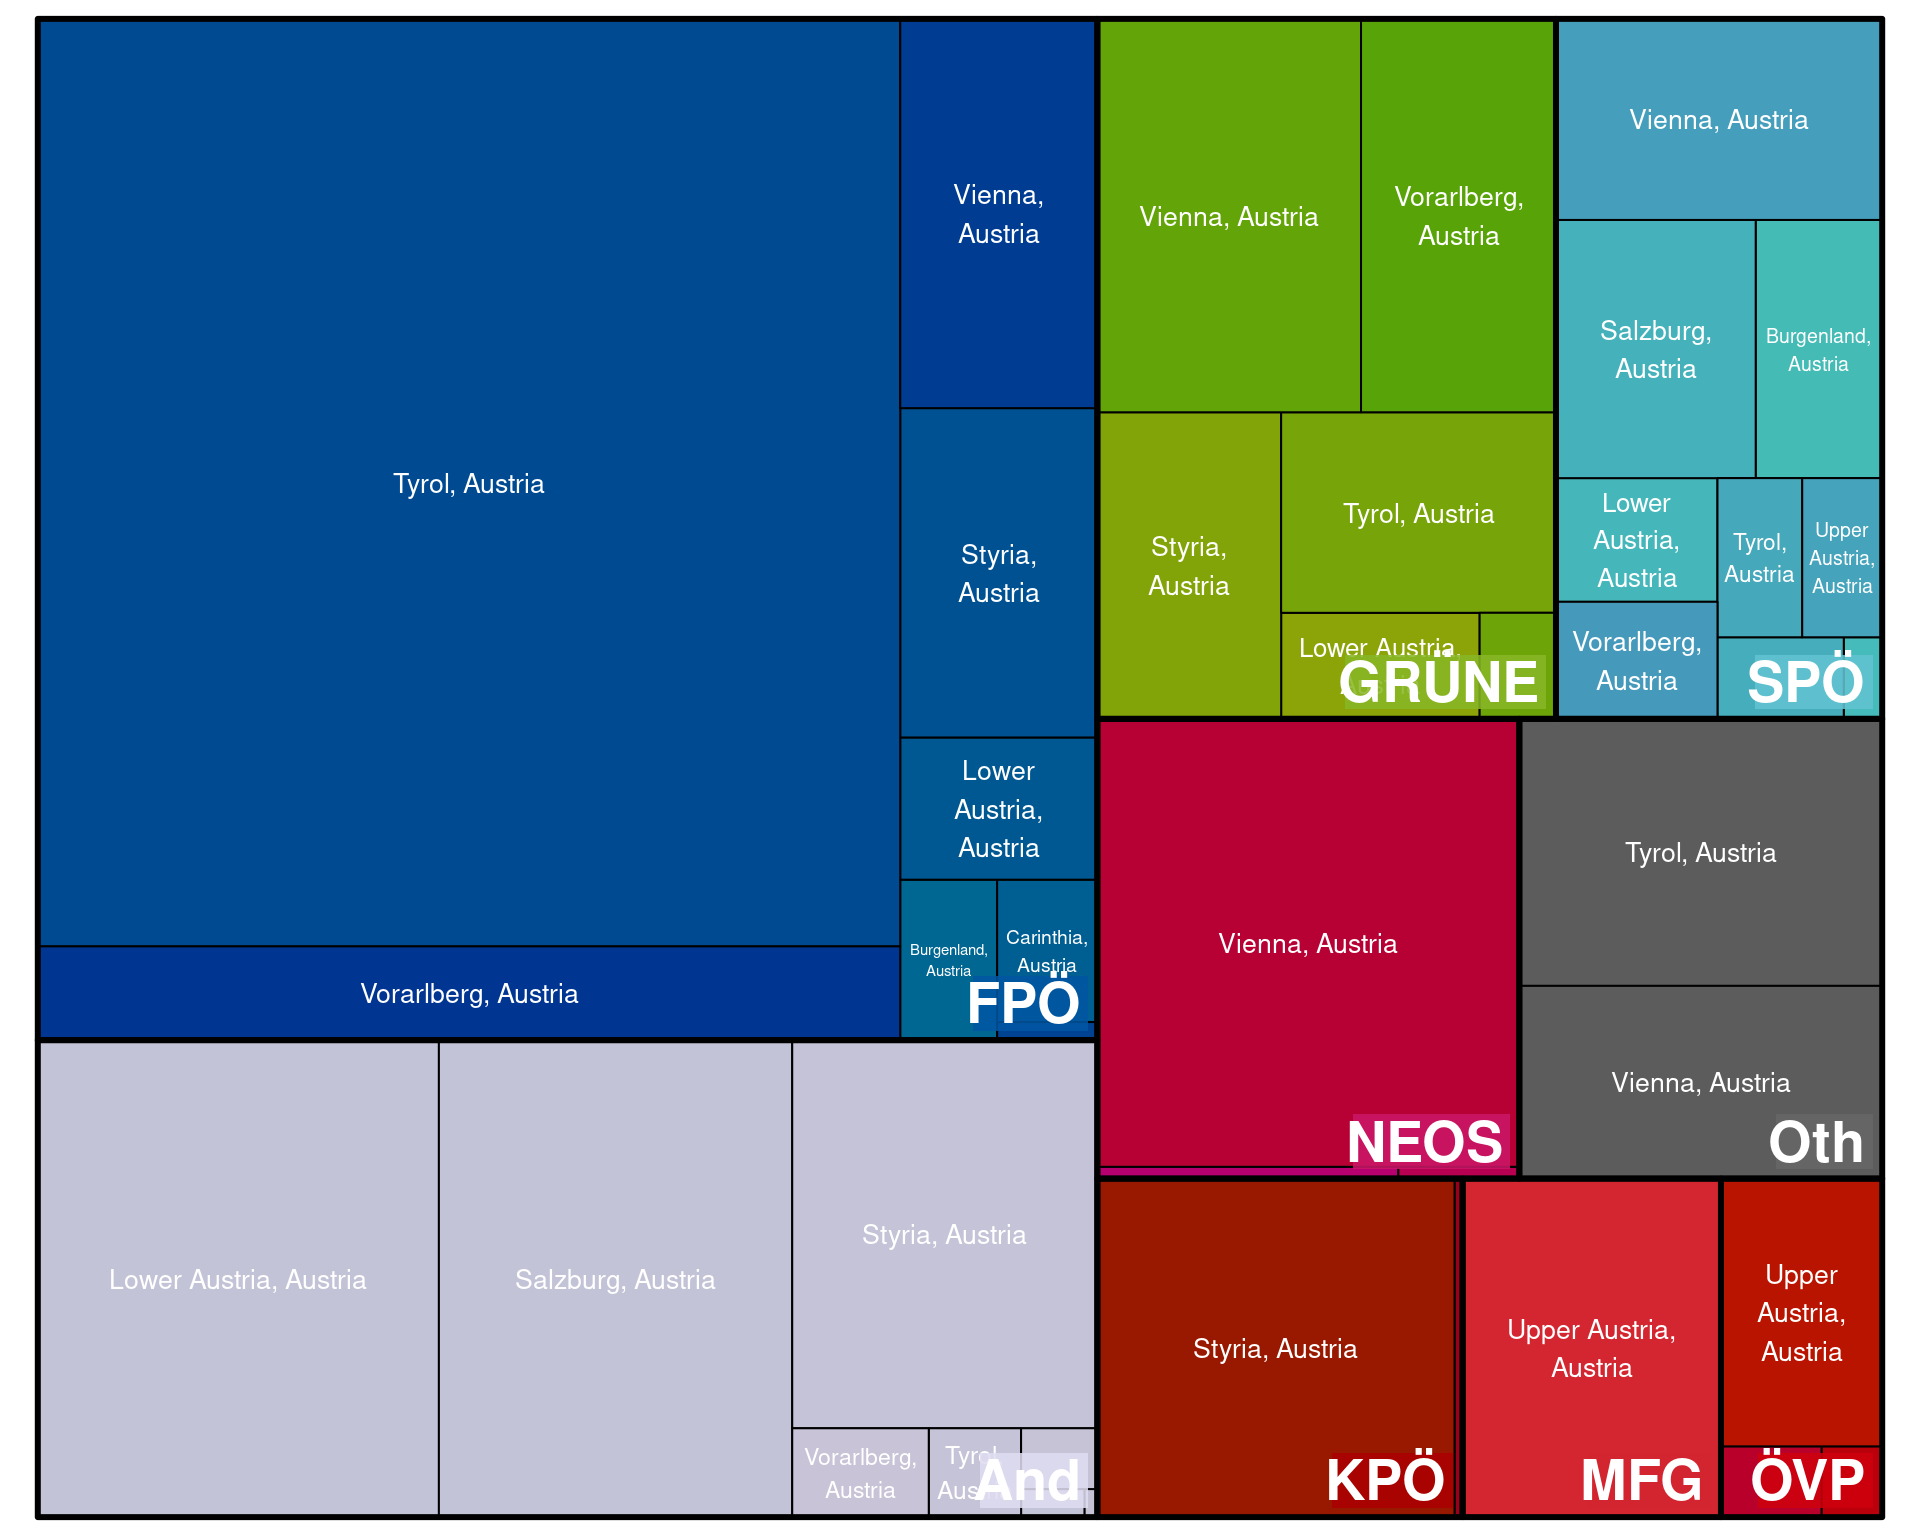 Tyrol, Austria
Vorarlberg, Austria
Vienna,
Austria
Styria,
Austria
Lower
Austria,
Austria
Burgenland,
Austria
Carinthia,
Austria
FPÖ
Lower Austria, Austria
Salzburg, Austria
Styria, Austria
Vorarlberg,
Austria
Tyrol
And
Vienna, Austria
Vorarlberg,
Austria
Styria,
Austria
Tyrol, Austria
Lower Austria,
GRÜNE
Vienna, Austria
Salzburg,
Austria
Burgenland,
Austria
Lower
Austria,
Austria
Vorarlberg,
Austria
Tyrol,
Austria
Upper
Austria,
Austria
SPÖ
Vienna, Austria
NEOS
Tyrol, Austria
Vienna, Austria
Oth
Styria, Austria
KPÖ
Upper Austria,
Austria
MFG
Upper
Austria,
Austria
ÖVP